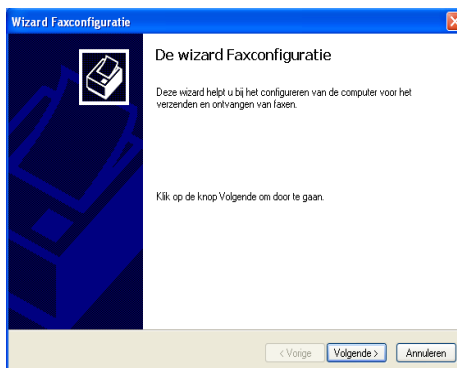 Wizard Faxconfiguratie
De wizard Faxconfiguratie
Deze wizard helpt u bij het configureren van de computer voor het
verzenden en ontvangen van faxen.
Klik op de knop Volgende om door te gaan.
< Vorige Volgende > Annuleren